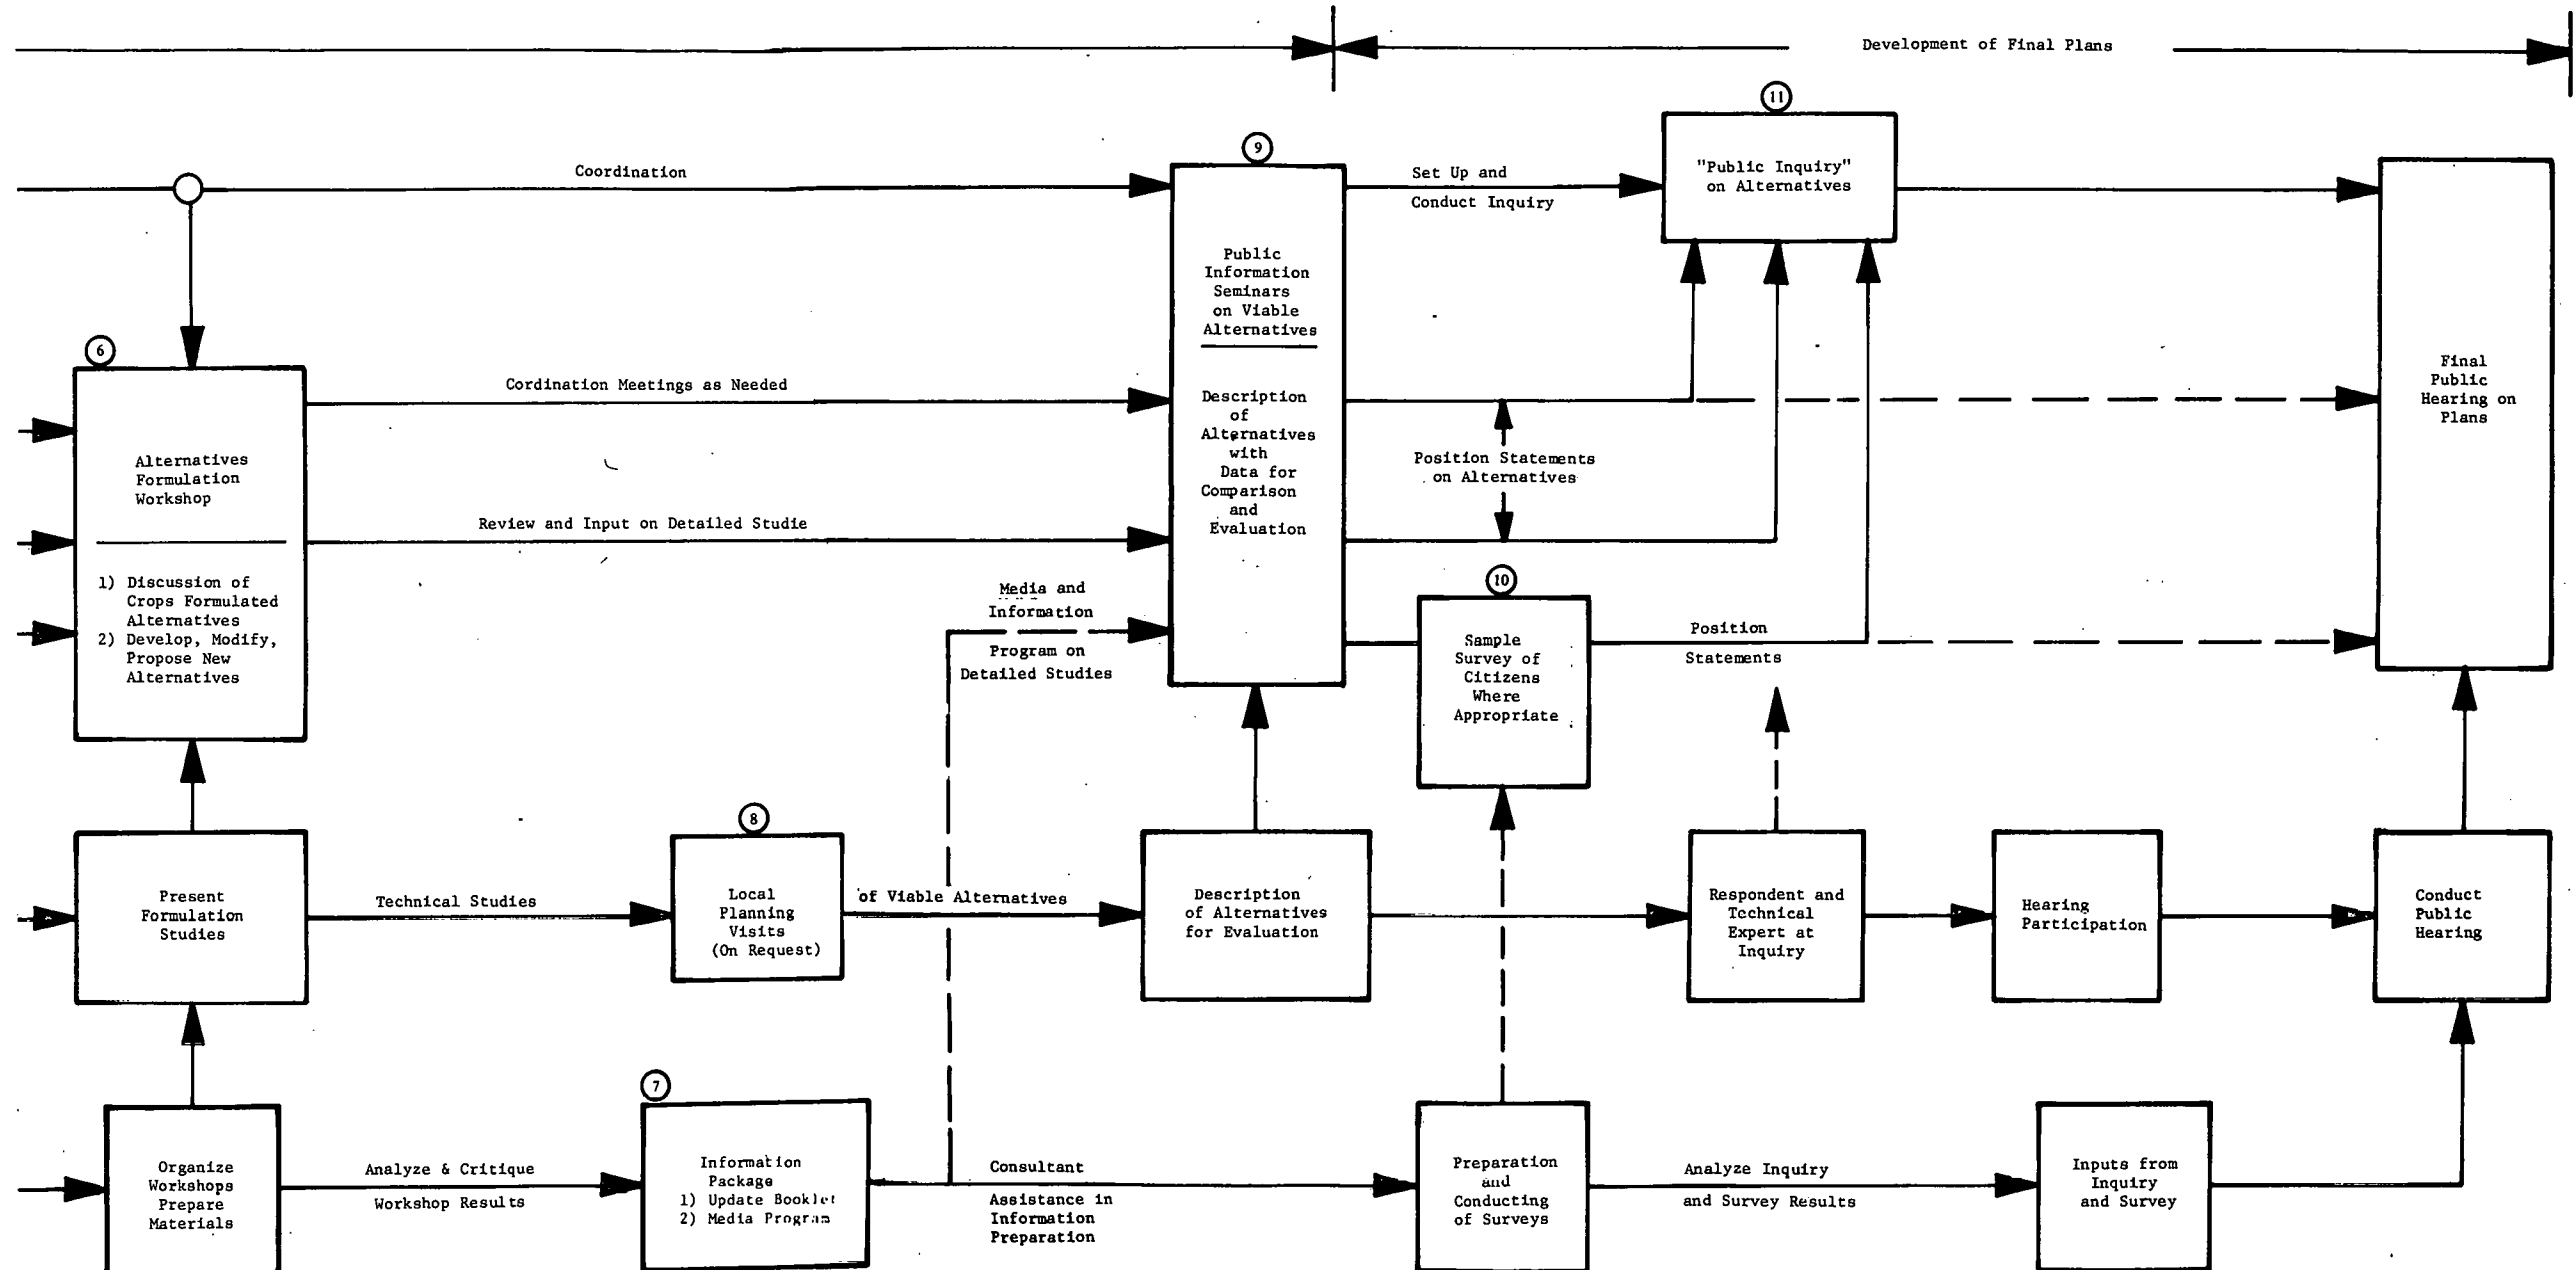 Development of Final Plans
11
"Public Inquiry"
on Alternatives
9
Coordination
Set Up and
Conduct Inquiry
Public
Information
Seminars
on Viable
Alternatives
Description
of
Alternatives
with
Data for
Comparison
and
Evaluation
Final
Public
Hearing on
Plans
6
Alternatives
Formulation
Workshop
1) Discussion of
Crops Formulated
Alternatives
2) Develop, Modify,
Propose New
Alternatives
Cordination Meetings as Needed
Review and Input on Detailed Studie
Position Statements
on Alternatives
Media and
Information
Program on
Detailed Studies
10
Sample
Survey of
Citizens
Where
Appropriate
Position
Statements
Present
Formulation
Studies
Technical Studies
8
Local
Planning
Visits
(On Request)
of Viable Alternatives
Description
of Alternatives
for Evaluation
Respondent and
Technical
Expert at
Inquiry
Hearing
Participation
Conduct
Public
Hearing
Organize
Workshops
Prepare
Materials
Analyze & Critique
Workshop Results
7
Information
Package
1) Update Booklet
2) Media Program
Consultant
Assistance in
Information
Preparation
Preparation
and
Conducting
of Surveys
Analyze Inquiry
and Survey Results
Inputs from
Inquiry
and Survey